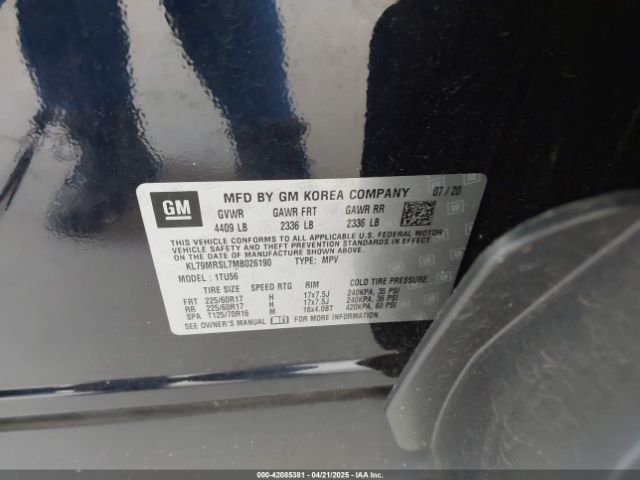 GM
MFD BY GM KOREA COMPANY 07/20
GVWR GAWR FRT GAWR RR
4409 LB 2336 LB 2336 LB
THIS VEHICLE CONFORMS TO ALL APPLICABLE U.S. FEDERAL MOTOR
VEHICLE SAFETY AND THEFT PREVENTION STANDARDS IN EFFECT
ON THE DATE OF MANUFACTURE SHOWN ABOVE.
KL79MRSL7MB026190 TYPE: MPV
MODEL: 1TU56
TIRE SIZE SPEED RTG RIM COLD TIRE PRESSURE
FRT 225/60R17 H 17x7.5J 240KPA, 35 PSI
RR 225/60R17 H 17x7.5J 240KPA, 35 PSI
SPA T125/70R16 M 16x4.0BT 420KPA, 60 PSI
SEE OWNER'S MANUAL i FOR MORE INFORMATION.
000-42085381 - 04/21/2025 - COPYRIGHT IAA, LLC.